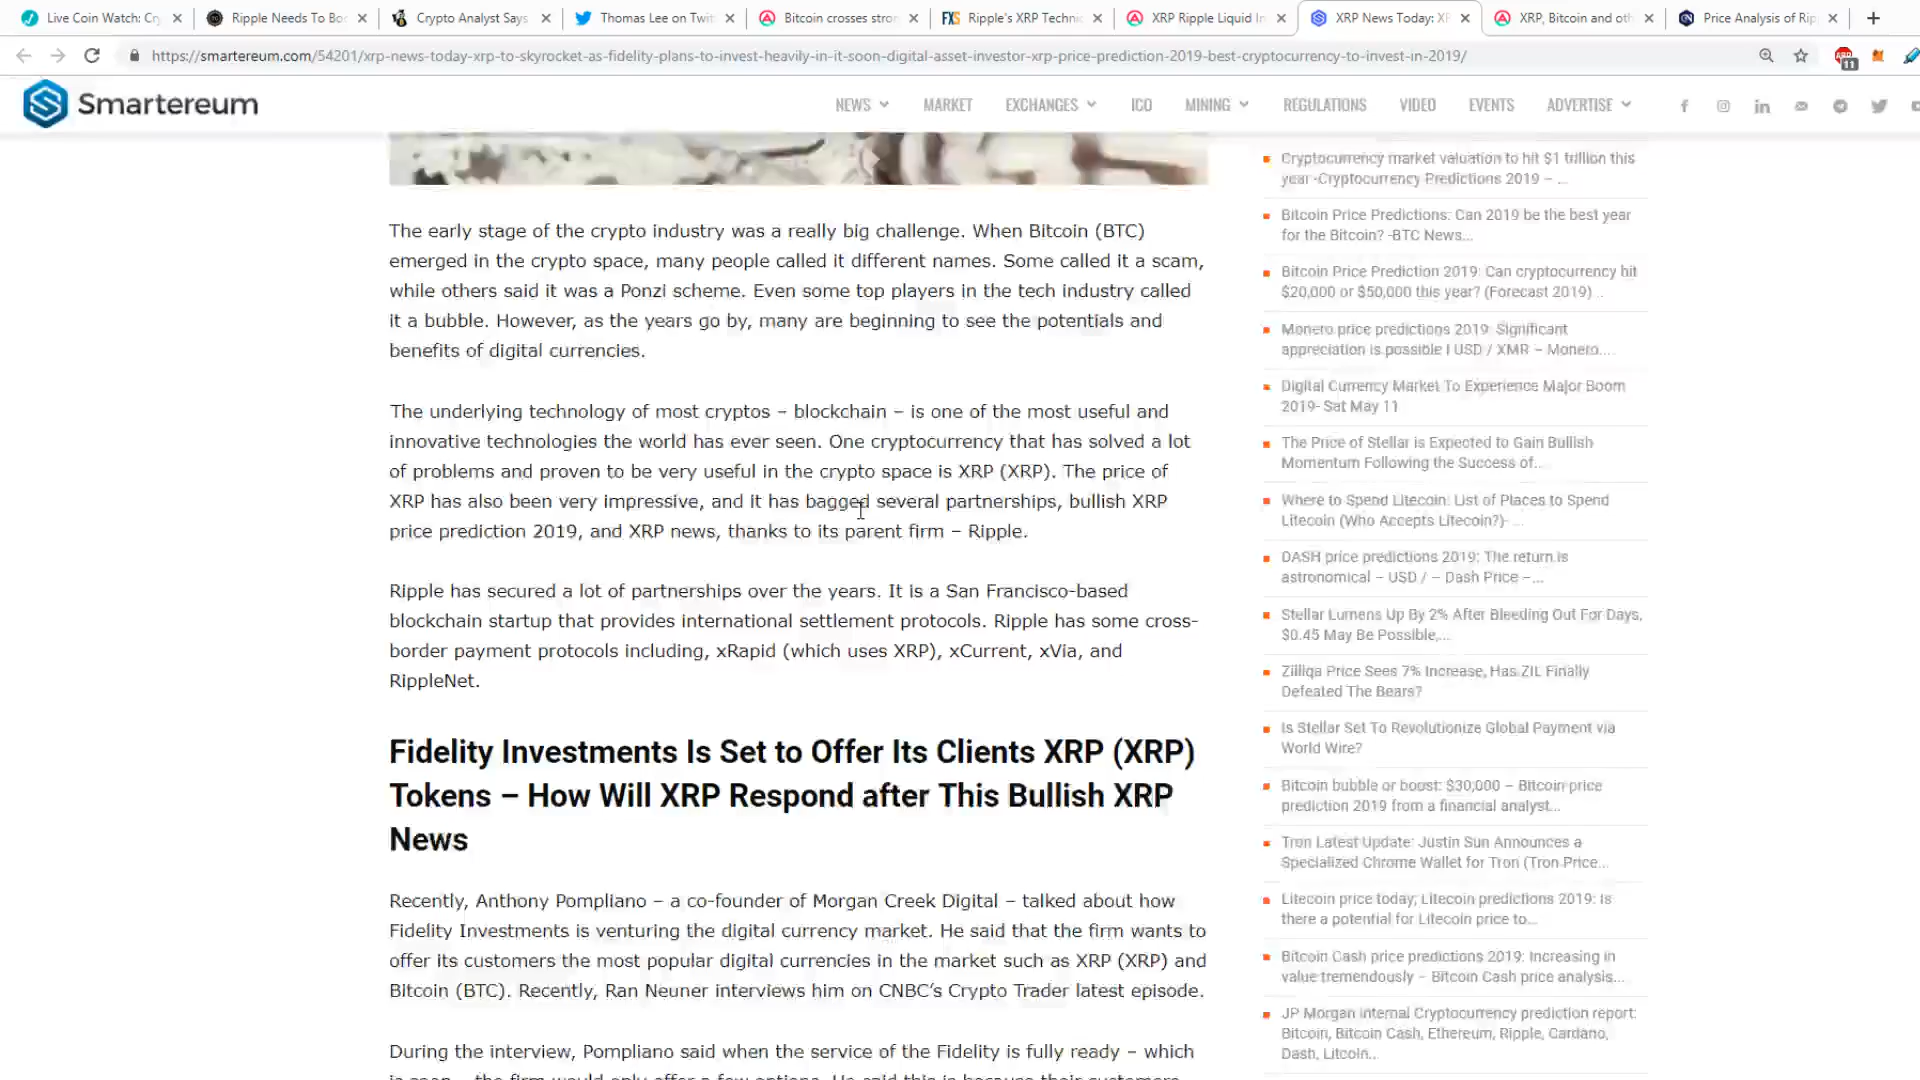 Live Coin Watch: Cr
Ripple Needs To Bo
Crypto Analyst Says
Thomas Lee on Twit
Bitcoin crosses stron
Ripple's XRP Technic
XRP Ripple Liquid In
XRP News Today: XR
XRP, Bitcoin and oth
Price Analysis of Rip
https://smartereum.com/54201/xrp-news-today-xrp-to-skyrocket-as-fidelity-plans-to-invest-heavily-in-it-soon-digital-asset-investor-xrp-price-prediction-2019-best-cryptocurrency-to-invest-in-2019/
11
Smartereum
NEWS MARKET EXCHANGES ICO MINING REGULATIONS VIDEO EVENTS ADVERTISE
The early stage of the crypto industry was a really big challenge. When Bitcoin (BTC)
emerged in the crypto space, many people called it different names. Some called it a scam,
while others said it was a Ponzi scheme. Even some top players in the tech industry called
it a bubble. However, as the years go by, many are beginning to see the potentials and
benefits of digital currencies.
The underlying technology of most cryptos – blockchain – is one of the most useful and
innovative technologies the world has ever seen. One cryptocurrency that has solved a lot
of problems and proven to be very useful in the crypto space is XRP (XRP). The price of
XRP has also been very impressive, and it has bagged several partnerships, bullish XRP
price prediction 2019, and XRP news, thanks to its parent firm – Ripple.
Ripple has secured a lot of partnerships over the years. It is a San Francisco-based
blockchain startup that provides international settlement protocols. Ripple has some cross-
border payment protocols including, xRapid (which uses XRP), xCurrent, xVia, and
RippleNet.
Fidelity Investments Is Set to Offer Its Clients XRP (XRP)
Tokens – How Will XRP Respond after This Bullish XRP
News
Recently, Anthony Pompliano – a co-founder of Morgan Creek Digital – talked about how
Fidelity Investments is venturing the digital currency market. He said that the firm wants to
offer its customers the most popular digital currencies in the market such as XRP (XRP) and
Bitcoin (BTC). Recently, Ran Neuner interviews him on CNBC's Crypto Trader latest episode.
During the interview, Pompliano said when the service of the Fidelity is fully ready – which
is soon – the firm would only offer a few options. He said this is because their customers
Cryptocurrency market valuation to hit $1 trillion this
year -Cryptocurrency Predictions 2019 – ...
Bitcoin Price Predictions: Can 2019 be the best year
for the Bitcoin? -BTC News...
Bitcoin Price Prediction 2019: Can cryptocurrency hit
$20,000 or $50,000 this year? (Forecast 2019) ...
Monero price predictions 2019: Significant
appreciation is possible I USD / XMR – Monero....
Digital Currency Market To Experience Major Boom
2019- Sat May 11
The Price of Stellar is Expected to Gain Bullish
Momentum Following the Success of...
Where to Spend Litecoin: List of Places to Spend
Litecoin (Who Accepts Litecoin?)- ...
DASH price predictions 2019: The return is
astronomical – USD / – Dash Price –...
Stellar Lumens Up By 2% After Bleeding Out For Days,
$0.45 May Be Possible,...
Zilliqa Price Sees 7% Increase, Has ZIL Finally
Defeated The Bears?
Is Stellar Set To Revolutionize Global Payment via
World Wire?
Bitcoin bubble or boost: $30,000 – Bitcoin price
prediction 2019 from a financial analyst...
Tron Latest Update: Justin Sun Announces a
Specialized Chrome Wallet for Tron (Tron Price...
Litecoin price today; Litecoin predictions 2019: Is
there a potential for Litecoin price to...
Bitcoin Cash price predictions 2019: Increasing in
value tremendously – Bitcoin Cash price analysis...
JP Morgan internal Cryptocurrency prediction report:
Bitcoin, Bitcoin Cash, Ethereum, Ripple, Cardano,
Dash, Litcoin...